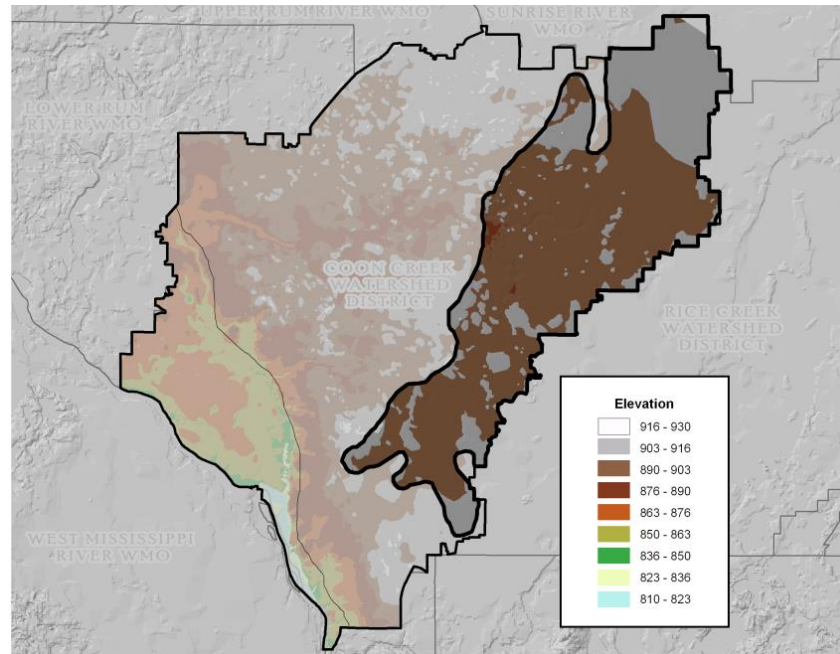 UPPER RUM RIVER WMO
SUNRISE RIVER
WMO
LOWER RUM
RIVER WMO
COON CREEK
WATERSHED
DISTRICT
RICE CREEK
WATERSHED
DISTRICT
WEST MISSISSIPPI
RIVER WMO
Elevation
916 - 930
903 - 916
890 - 903
876 - 890
863 - 876
850 - 863
836 - 850
823 - 836
810 - 823